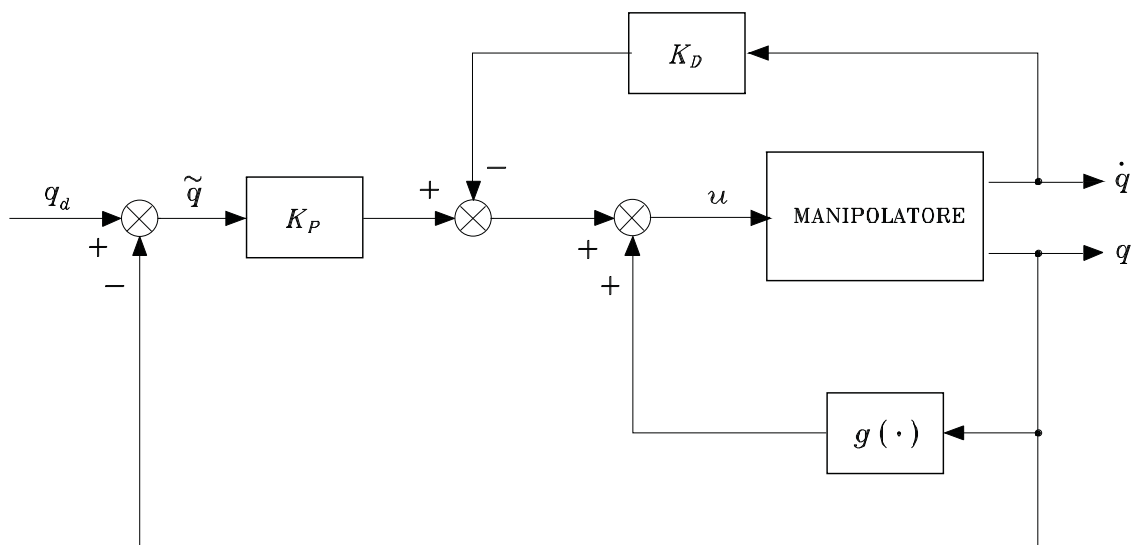 K_D
−
q̇
q_d
q̃
+
u
K_P
MANIPOLATORE
+
+
−
+
+
q
g (·)